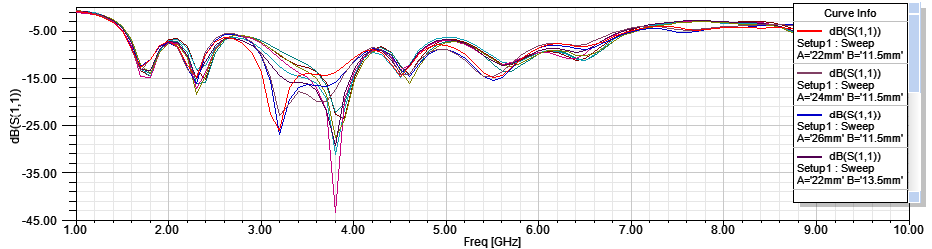 -5.00
-15.00
-25.00
-35.00
-45.00
dB(S(1,1))
1.00 2.00 3.00 4.00 5.00 6.00 7.00 8.00 9.00 10.00
Freq [GHz]
Curve Info
dB(S(1,1))
Setup1 : Sweep
A='22mm' B='11.5mm'
dB(S(1,1))
Setup1 : Sweep
A='24mm' B='11.5mm'
dB(S(1,1))
Setup1 : Sweep
A='26mm' B='11.5mm'
dB(S(1,1))
Setup1 : Sweep
A='22mm' B='13.5mm'